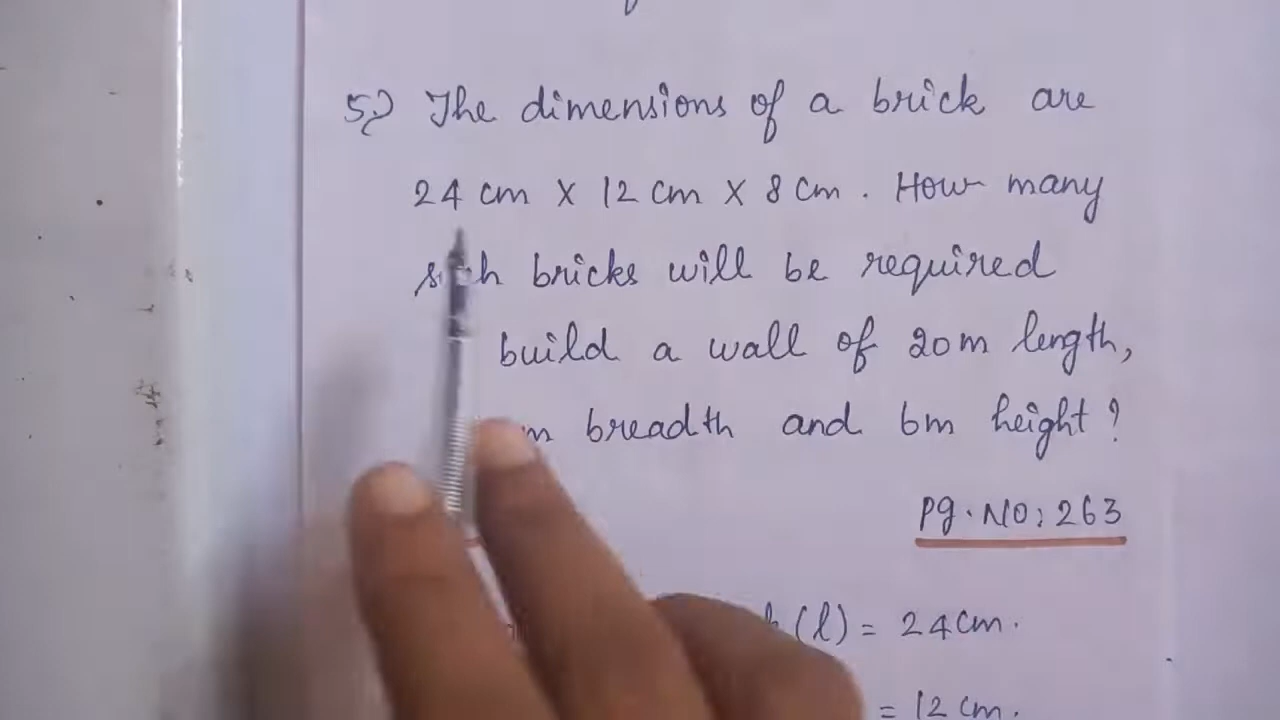 5) The dimensions of a brick are
24 cm X 12 cm X 8 cm. How many
bricks will be required
build a wall of 20m length,
m breadth and 6m height?
Pg.No: 263
(l) = 24cm.
= 12 cm.